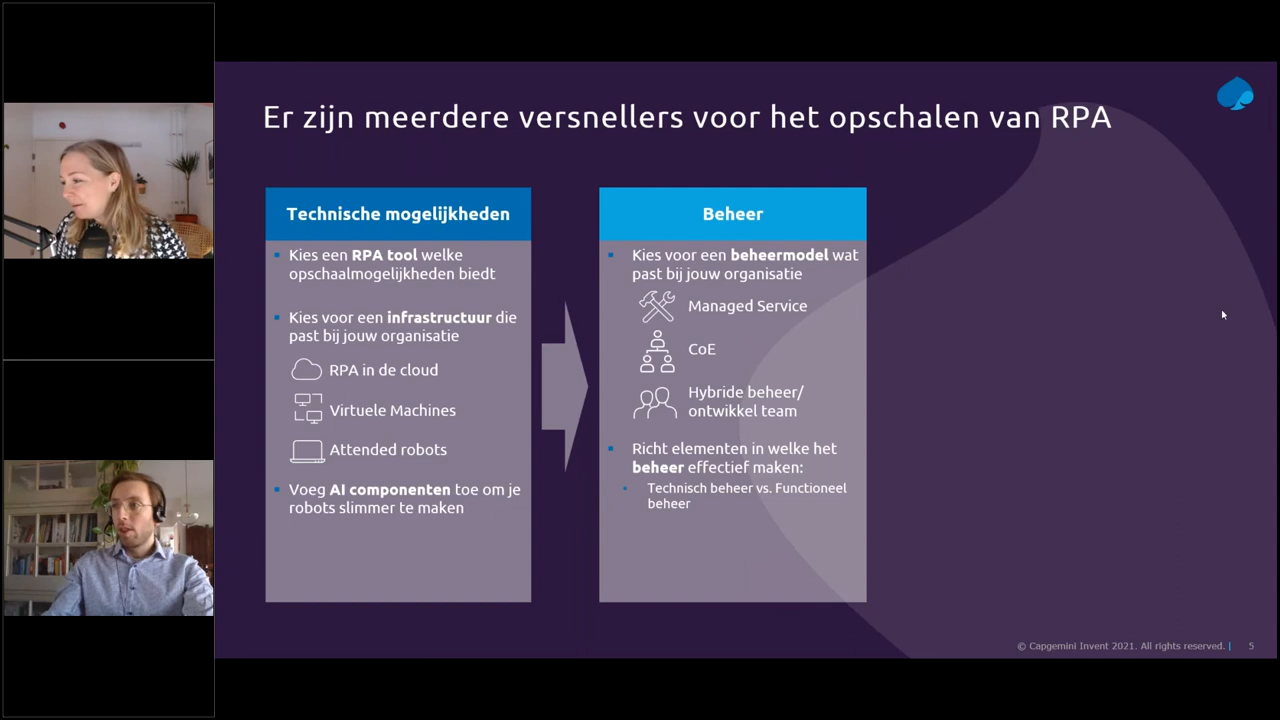 Er zijn meerdere versnellers voor het opschalen van RPA
Technische mogelijkheden
Kies een RPA tool welke
opschaalmogelijkheden biedt
Kies voor een infrastructuur die
past bij jouw organisatie
RPA in de cloud
Virtuele Machines
Attended robots
Voeg AI componenten toe om je
robots slimmer te maken
Beheer
Kies voor een beheermodel wat
past bij jouw organisatie
Managed Service
CoE
Hybride beheer/
ontwikkel team
Richt elementen in welke het
beheer effectief maken:
Technisch beheer vs. Functioneel
beheer
© Capgemini Invent 2021. All rights reserved. | 5